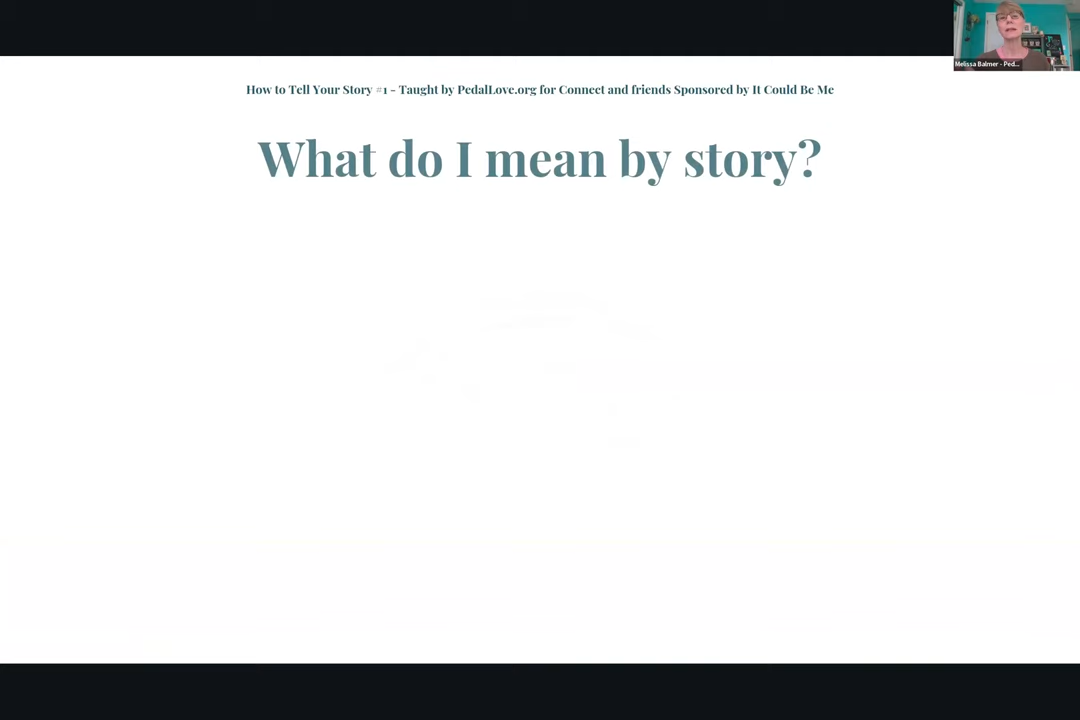 Melissa Balmer - Ped...
How to Tell Your Story #1 - Taught by PedalLove.org for Connect and friends Sponsored by It Could Be Me
What do I mean by story?